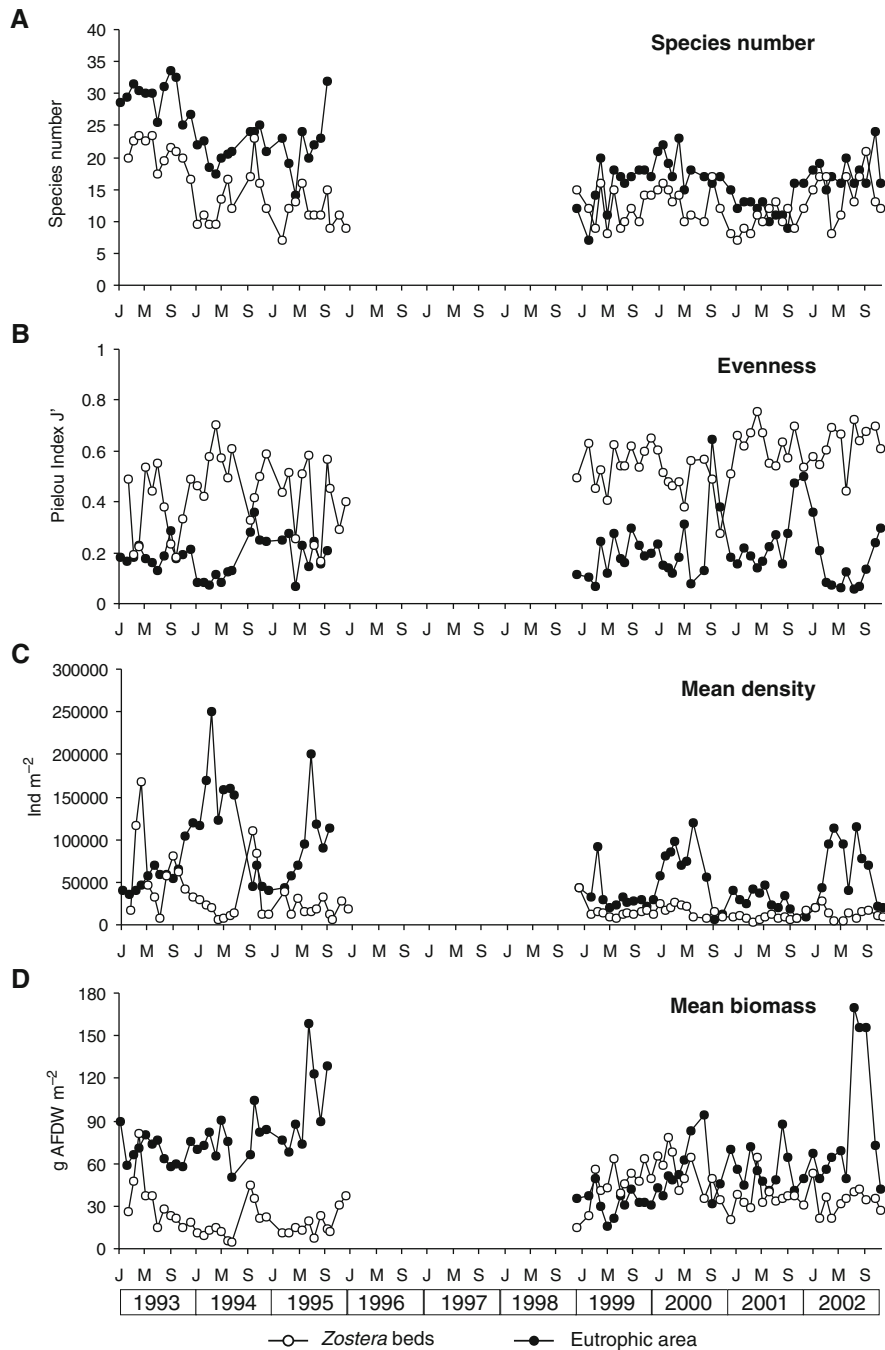 A
Species number
Species number
40
35
30
25
20
15
10
5
0
J M S J M S J M S J M S J M S J M S J M S J M S J M S J M S
B
Evenness
Pielou Index J'
1
0.8
0.6
0.4
0.2
0
J M S J M S J M S J M S J M S J M S J M S J M S J M S J M S
C
Mean density
Ind m−2
300000
250000
200000
150000
100000
50000
0
J M S J M S J M S J M S J M S J M S J M S J M S J M S J M S
D
Mean biomass
g AFDW m−2
180
150
120
90
60
30
0
J M S J M S J M S J M S J M S J M S J M S J M S J M S J M S
1993 1994 1995 1996 1997 1998 1999 2000 2001 2002
Zostera beds Eutrophic area